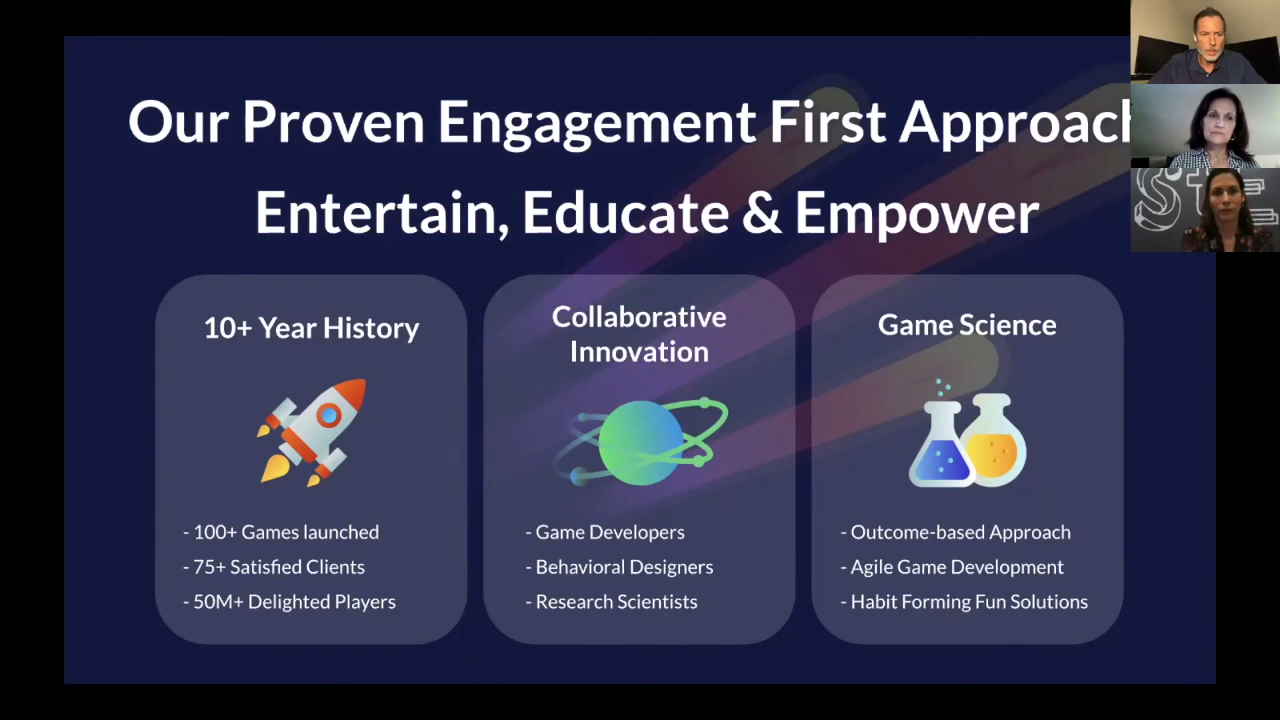 Our Proven Engagement First Approach
Entertain, Educate & Empower
10+ Year History
Collaborative
Innovation
Game Science
- 100+ Games launched
- 75+ Satisfied Clients
- 50M+ Delighted Players
- Game Developers
- Behavioral Designers
- Research Scientists
- Outcome-based Approach
- Agile Game Development
- Habit Forming Fun Solutions